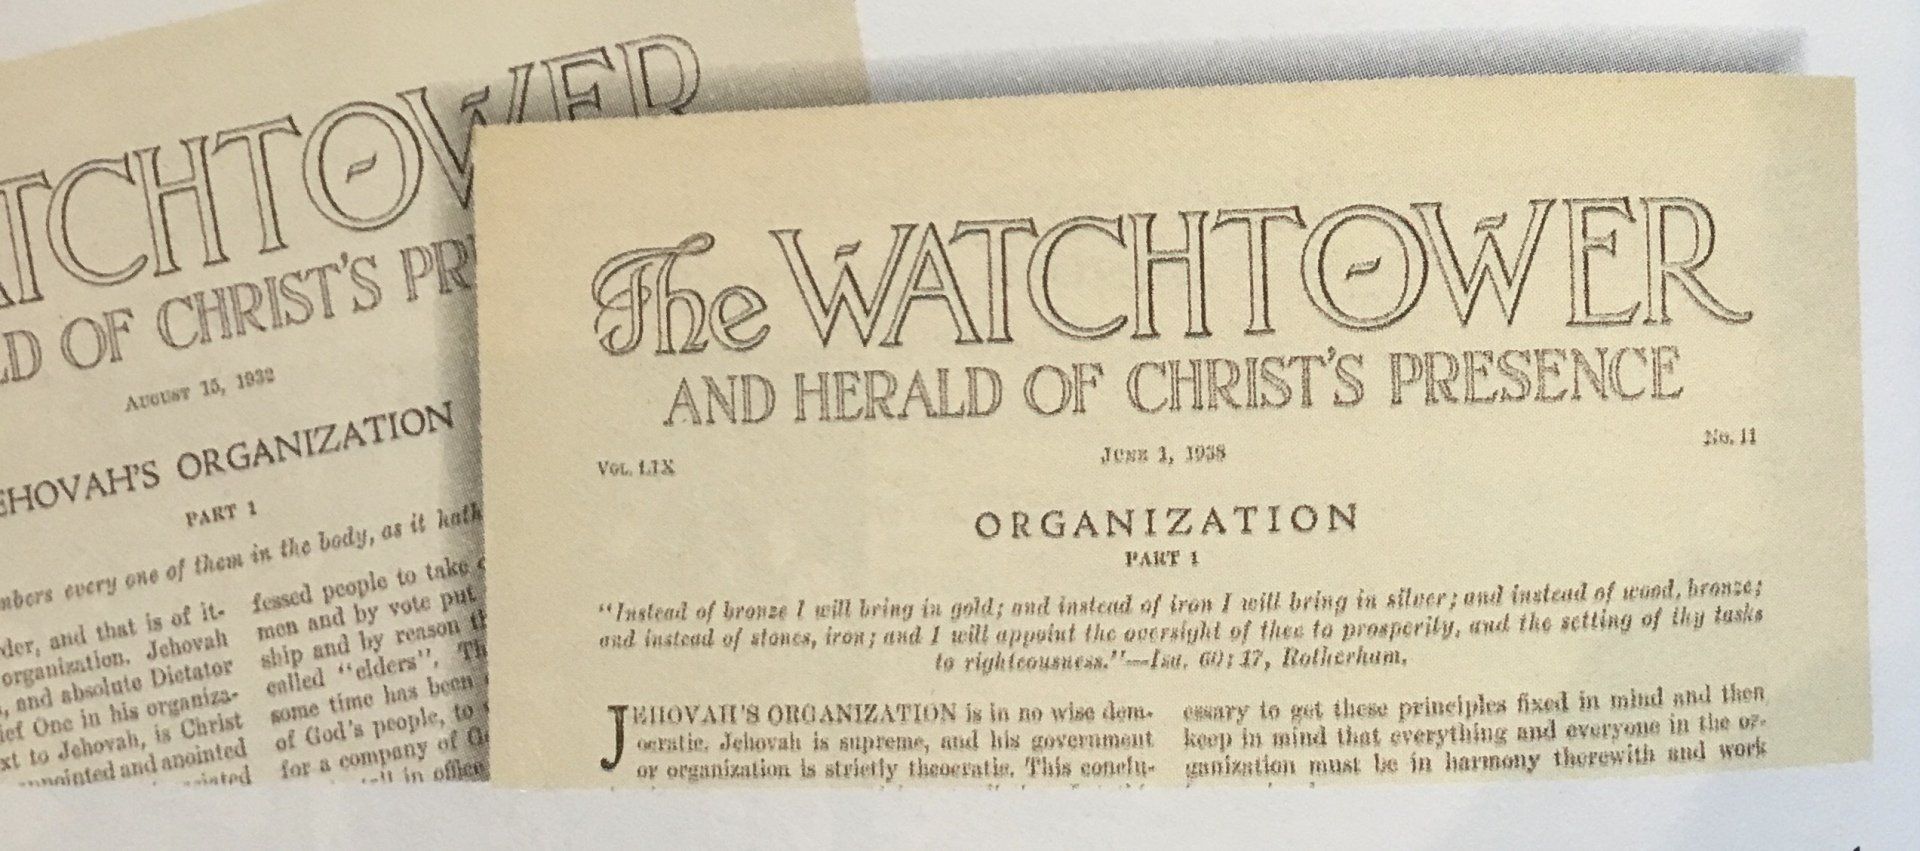 ATCHTOWER
LD OF CHRIST'S PR
AUGUST 15, 1932
EHOVAH'S ORGANIZATION
PART 1
mbers every one of them in the body, as it hath
der, and that is of it-
organization. Jehovah
, and absolute Dictator
ief One in his organiza-
xt to Jehovah, is Christ
appointed and anointed
fessed people to take
men and by vote put
ship and by reason th
called "elders". Th
some time has been
of God's people, to
for a company of G
in office
The WATCHTOWER
AND HERALD OF CHRIST'S PRESENCE
VOL. LIX
JUNE 1, 1938
No. 11
ORGANIZATION
PART 1
"Instead of bronze I will bring in gold; and instead of iron I will bring in silver; and instead of wood, bronze;
and instead of stones, iron; and I will appoint the oversight of thee to prosperity, and the setting of thy tasks
to righteousness."—Isa. 60:17, Rotherham.
JEHOVAH'S ORGANIZATION is in no wise dem-
ocratic. Jehovah is supreme, and his government
or organization is strictly theocratic. This conclu-
essary to get these principles fixed in mind and then
keep in mind that everything and everyone in the or-
ganization must be in harmony therewith and work